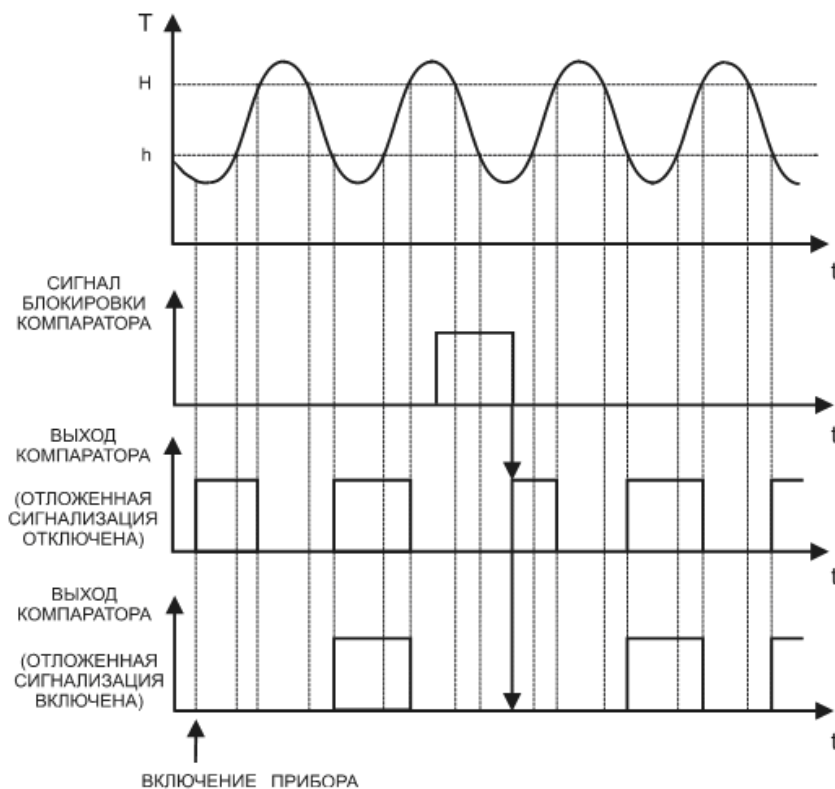 T
H
h
t
СИГНАЛ
БЛОКИРОВКИ
КОМПАРАТОРА
t
ВЫХОД
КОМПАРАТОРА
(ОТЛОЖЕННАЯ
СИГНАЛИЗАЦИЯ
ОТКЛЮЧЕНА)
t
ВЫХОД
КОМПАРАТОРА
(ОТЛОЖЕННАЯ
СИГНАЛИЗАЦИЯ
ВКЛЮЧЕНА)
t
ВКЛЮЧЕНИЕ ПРИБОРА